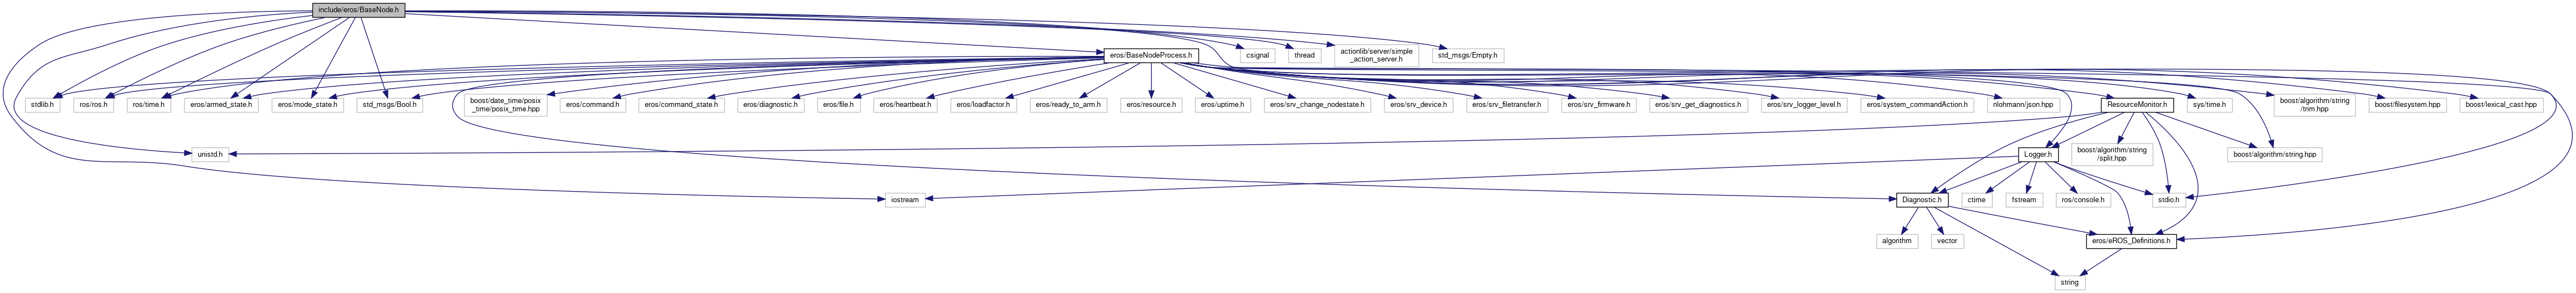 include/eros/BaseNode.h
eros/BaseNodeProcess.h
csignal
thread
actionlib/server/simple
_action_server.h
std_msgs/Empty.h
stdlib.h
ros/ros.h
ros/time.h
eros/armed_state.h
eros/mode_state.h
std_msgs/Bool.h
boost/date_time/posix
_time/posix_time.hpp
eros/command.h
eros/command_state.h
eros/diagnostic.h
eros/file.h
eros/heartbeat.h
eros/loadfactor.h
eros/ready_to_arm.h
eros/resource.h
eros/uptime.h
eros/srv_change_nodestate.h
eros/srv_device.h
eros/srv_filetransfer.h
eros/srv_firmware.h
eros/srv_get_diagnostics.h
eros/srv_logger_level.h
eros/system_commandAction.h
nlohmann/json.hpp
ResourceMonitor.h
sys/time.h
boost/algorithm/string
/trim.hpp
boost/filesystem.hpp
boost/lexical_cast.hpp
unistd.h
Logger.h
boost/algorithm/string
/split.hpp
boost/algorithm/string.hpp
iostream
Diagnostic.h
ctime
fstream
ros/console.h
stdio.h
algorithm
vector
eros/eROS_Definitions.h
string